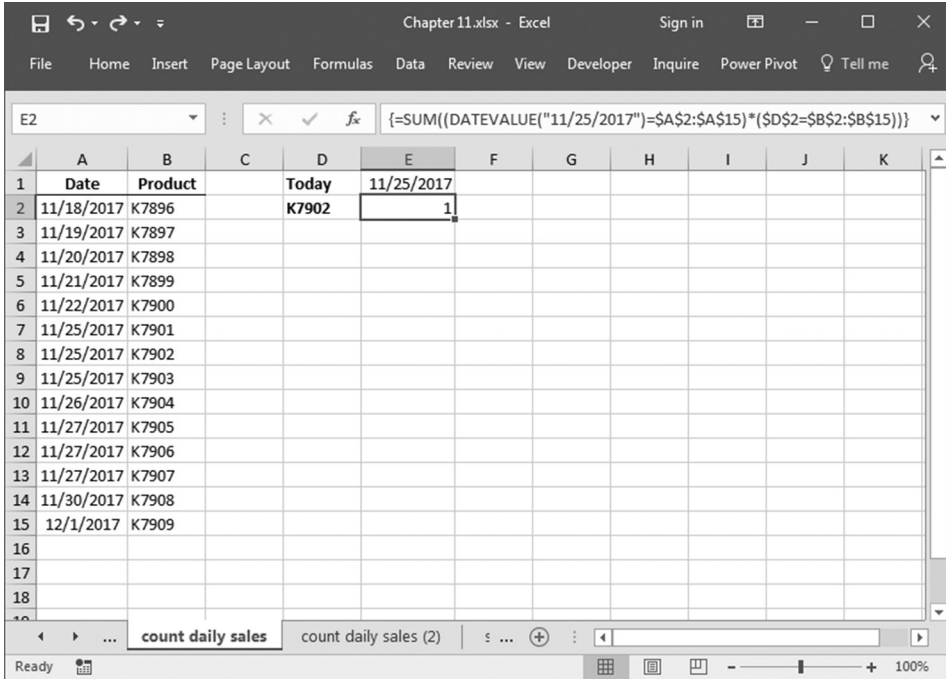 Chapter 11.xlsx - Excel
Sign in
File Home Insert Page Layout Formulas Data Review View Developer Inquire Power Pivot Tell me
E2 fx {=SUM((DATEVALUE("11/25/2017")=$A$2:$A$15)*($D$2=$B$2:$B$15))}
A B C D E F G H I J K
1 Date Product Today 11/25/2017
2 11/18/2017 K7896 K7902 1
3 11/19/2017 K7897
4 11/20/2017 K7898
5 11/21/2017 K7899
6 11/22/2017 K7900
7 11/25/2017 K7901
8 11/25/2017 K7902
9 11/25/2017 K7903
10 11/26/2017 K7904
11 11/27/2017 K7905
12 11/27/2017 K7906
13 11/27/2017 K7907
14 11/30/2017 K7908
15 12/1/2017 K7909
16
17
18
... count daily sales count daily sales (2) ...
Ready 100%